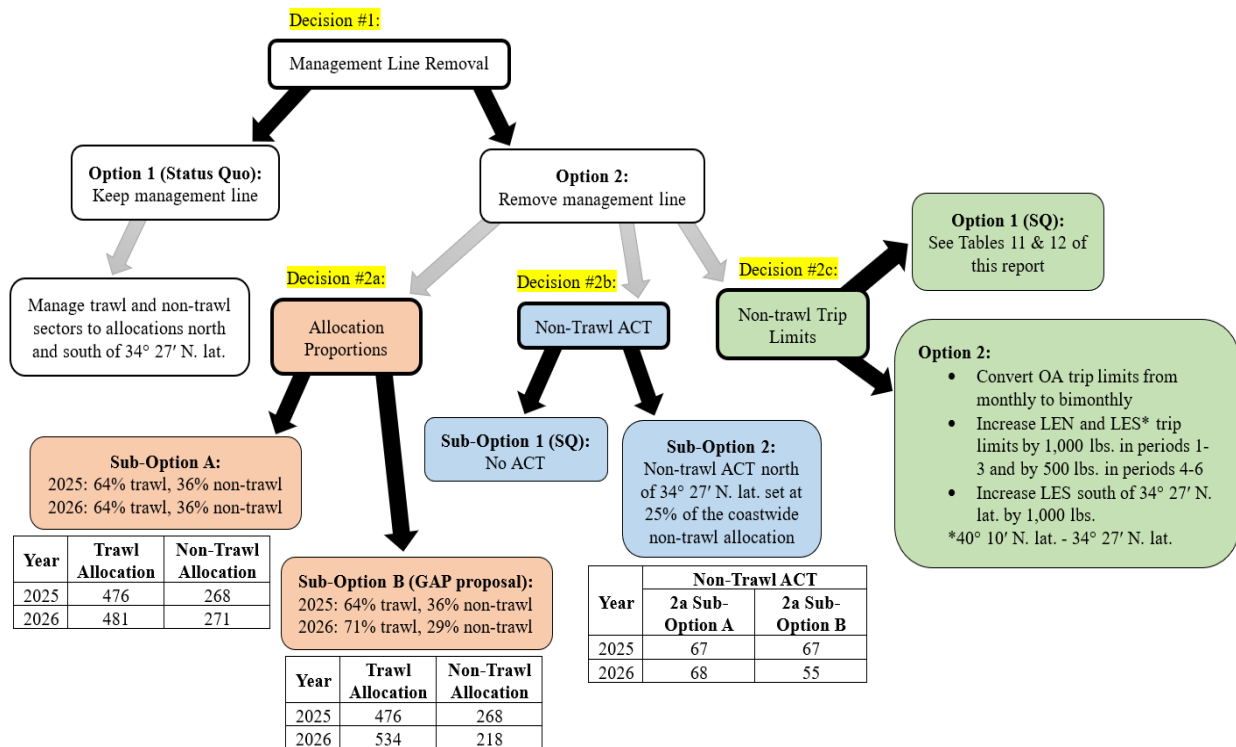 Decision #1:
Management Line Removal
Option 1 (Status Quo):
Keep management line
Option 2:
Remove management line
Manage trawl and non-trawl
sectors to allocations north
and south of 34° 27′ N. lat.
Decision #2a:
Allocation
Proportions
Decision #2b:
Non-Trawl ACT
Decision #2c:
Non-trawl Trip
Limits
Option 1 (SQ):
See Tables 11 & 12 of
this report
Option 2:
• Convert OA trip limits from
monthly to bimonthly
• Increase LEN and LES* trip
limits by 1,000 lbs. in periods 1-
3 and by 500 lbs. in periods 4-6
• Increase LES south of 34° 27′ N.
lat. by 1,000 lbs.
*40° 10′ N. lat. - 34° 27′ N. lat.
Sub-Option A:
2025: 64% trawl, 36% non-trawl
2026: 64% trawl, 36% non-trawl
Year Trawl Allocation Non-Trawl Allocation
2025 476 268
2026 481 271
Sub-Option B (GAP proposal):
2025: 64% trawl, 36% non-trawl
2026: 71% trawl, 29% non-trawl
Year Trawl Allocation Non-Trawl Allocation
2025 476 268
2026 534 218
Sub-Option 1 (SQ):
No ACT
Sub-Option 2:
Non-trawl ACT north
of 34° 27′ N. lat. set at
25% of the coastwide
non-trawl allocation
Non-Trawl ACT
Year 2a Sub-Option A 2a Sub-Option B
2025 67 67
2026 68 55